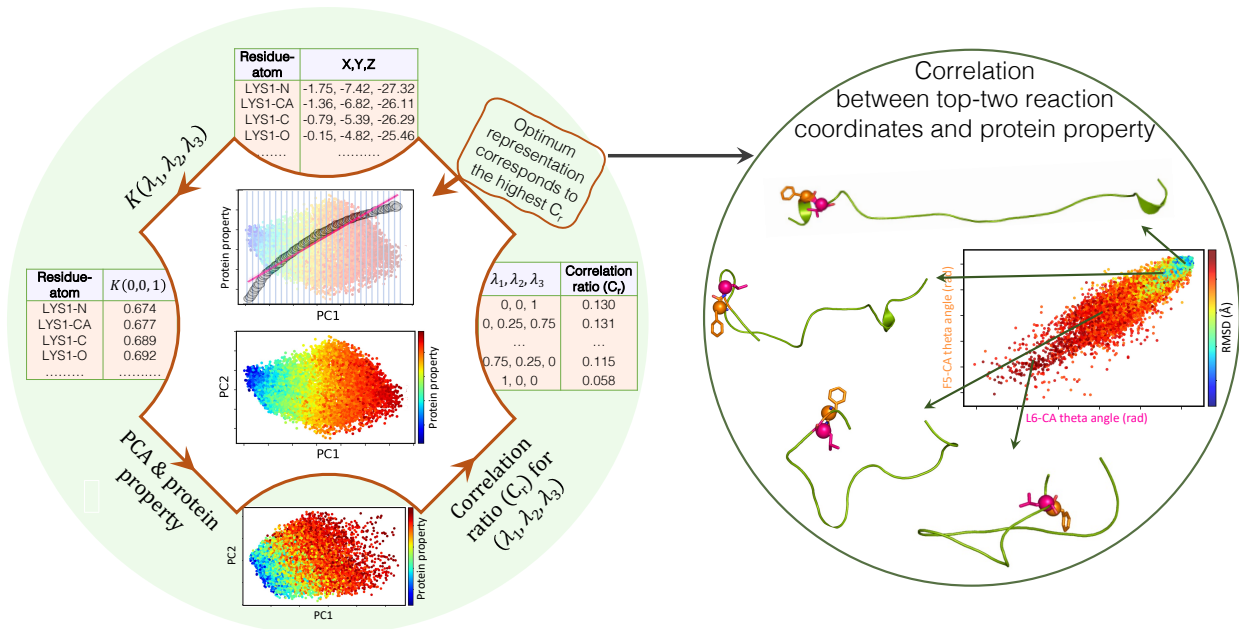 Residue-
atom
X,Y,Z
LYS1-N -1.75, -7.42, -27.32
LYS1-CA -1.36, -6.82, -26.11
LYS1-C -0.79, -5.39, -26.29
LYS1-O -0.15, -4.82, -25.46
...... ..........
K(λ₁, λ₂, λ₃)
Optimum
representation
corresponds to
the highest Cᵣ
Protein property
PC1
Residue-
atom
K(0,0, 1)
LYS1-N 0.674
LYS1-CA 0.677
LYS1-C 0.689
LYS1-O 0.692
......... ..........
λ₁, λ₂, λ₃
Correlation
ratio (Cᵣ)
0, 0, 1 0.130
0, 0.25, 0.75 0.131
... ...
0.75, 0.25, 0 0.115
1, 0, 0 0.058
PC2
PC1
Protein property
PCA & protein
property
Correlation
ratio (Cᵣ) for
(λ₁, λ₂, λ₃)
PC2
PC1
Protein property
Correlation
between top-two reaction
coordinates and protein property
F5-CA theta angle (rad)
L6-CA theta angle (rad)
RMSD (Å)